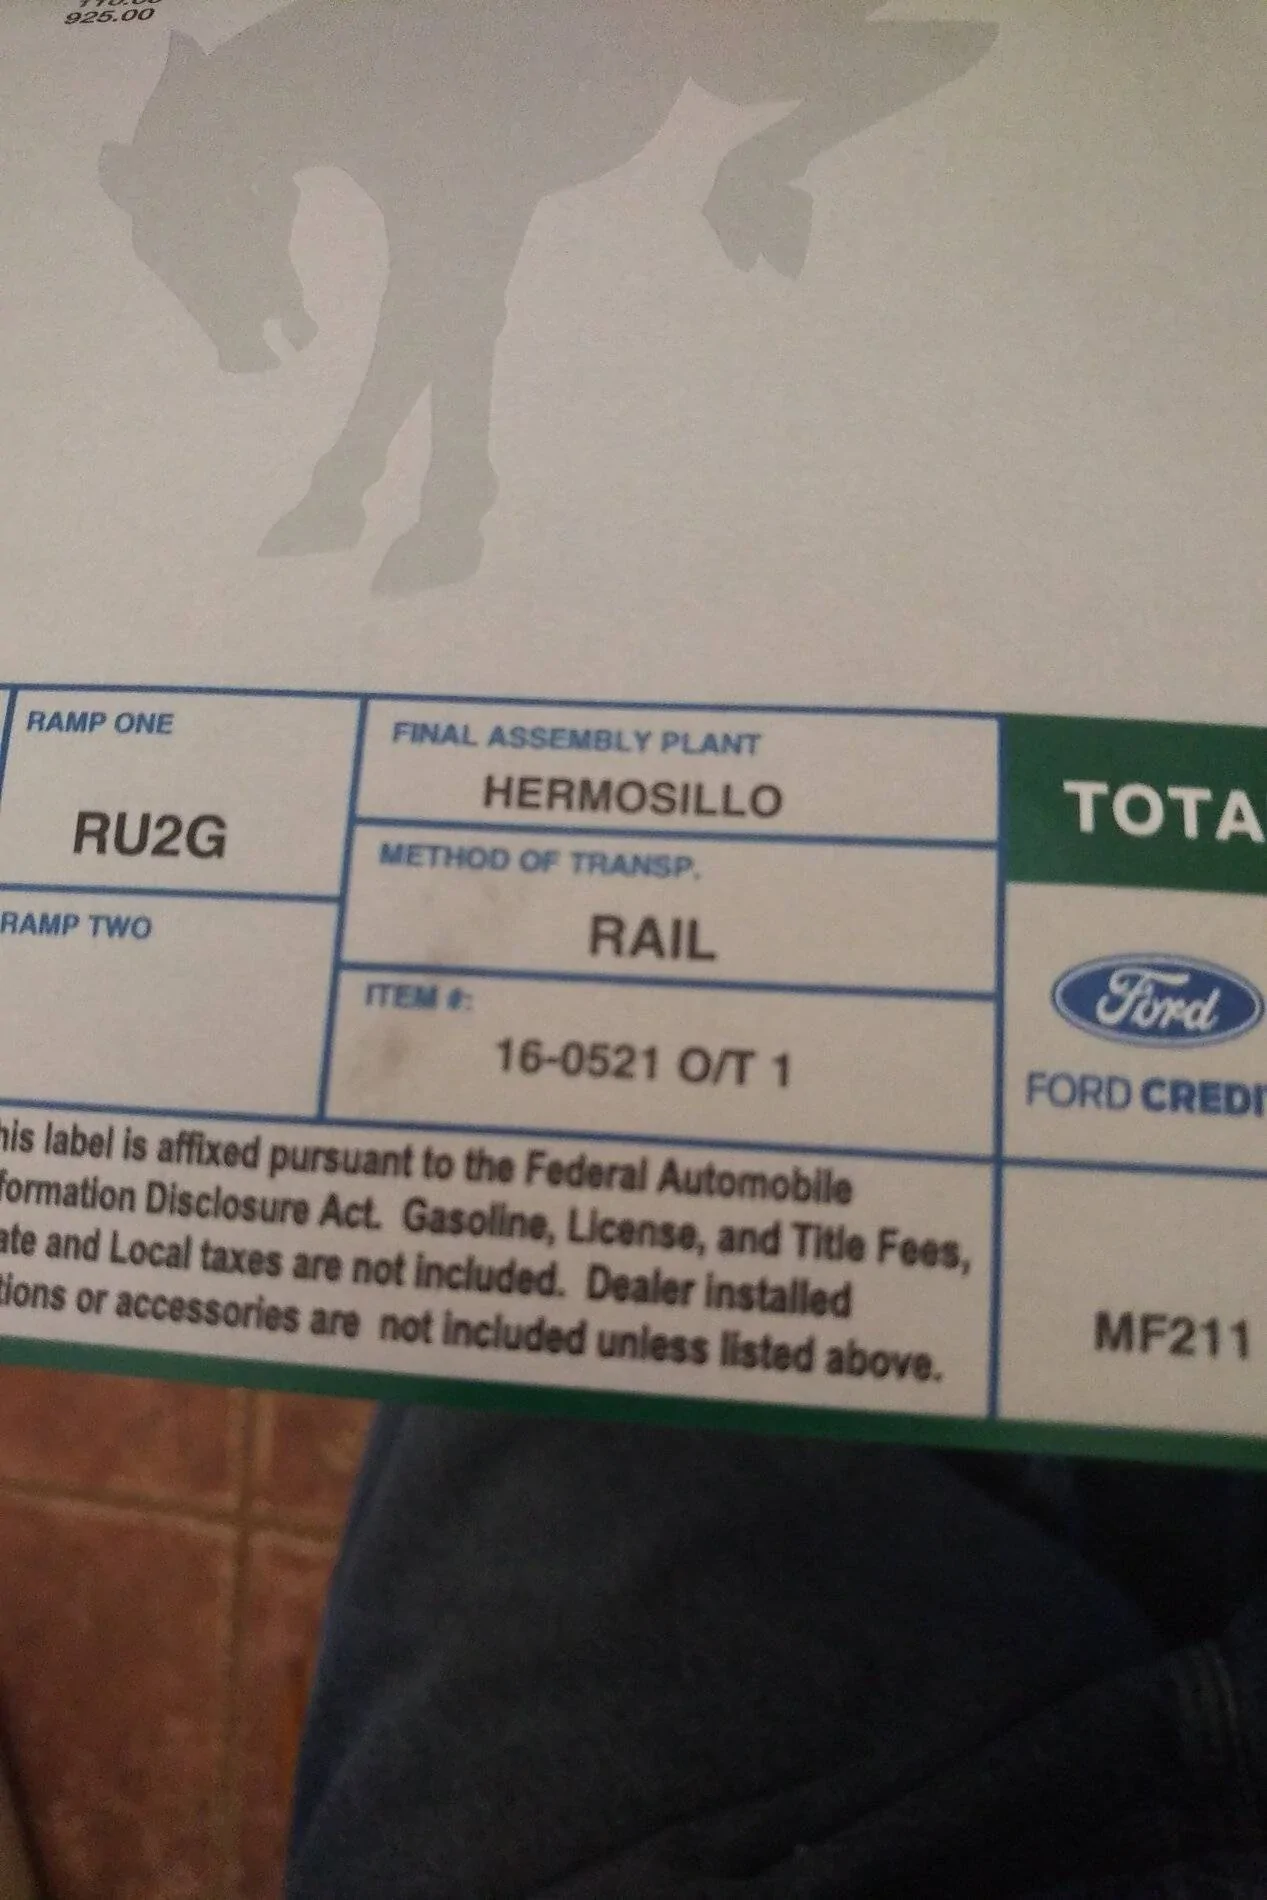 925.00
RAMP ONE
RU2G
FINAL ASSEMBLY PLANT
HERMOSILLO
METHOD OF TRANSP.
RAIL
RAMP TWO
ITEM #:
16-0521 O/T 1
TOTA
Ford
FORD CREDI
his label is affixed pursuant to the Federal Automobile
formation Disclosure Act. Gasoline, License, and Title Fees,
ate and Local taxes are not included. Dealer installed
tions or accessories are not included unless listed above.
MF211